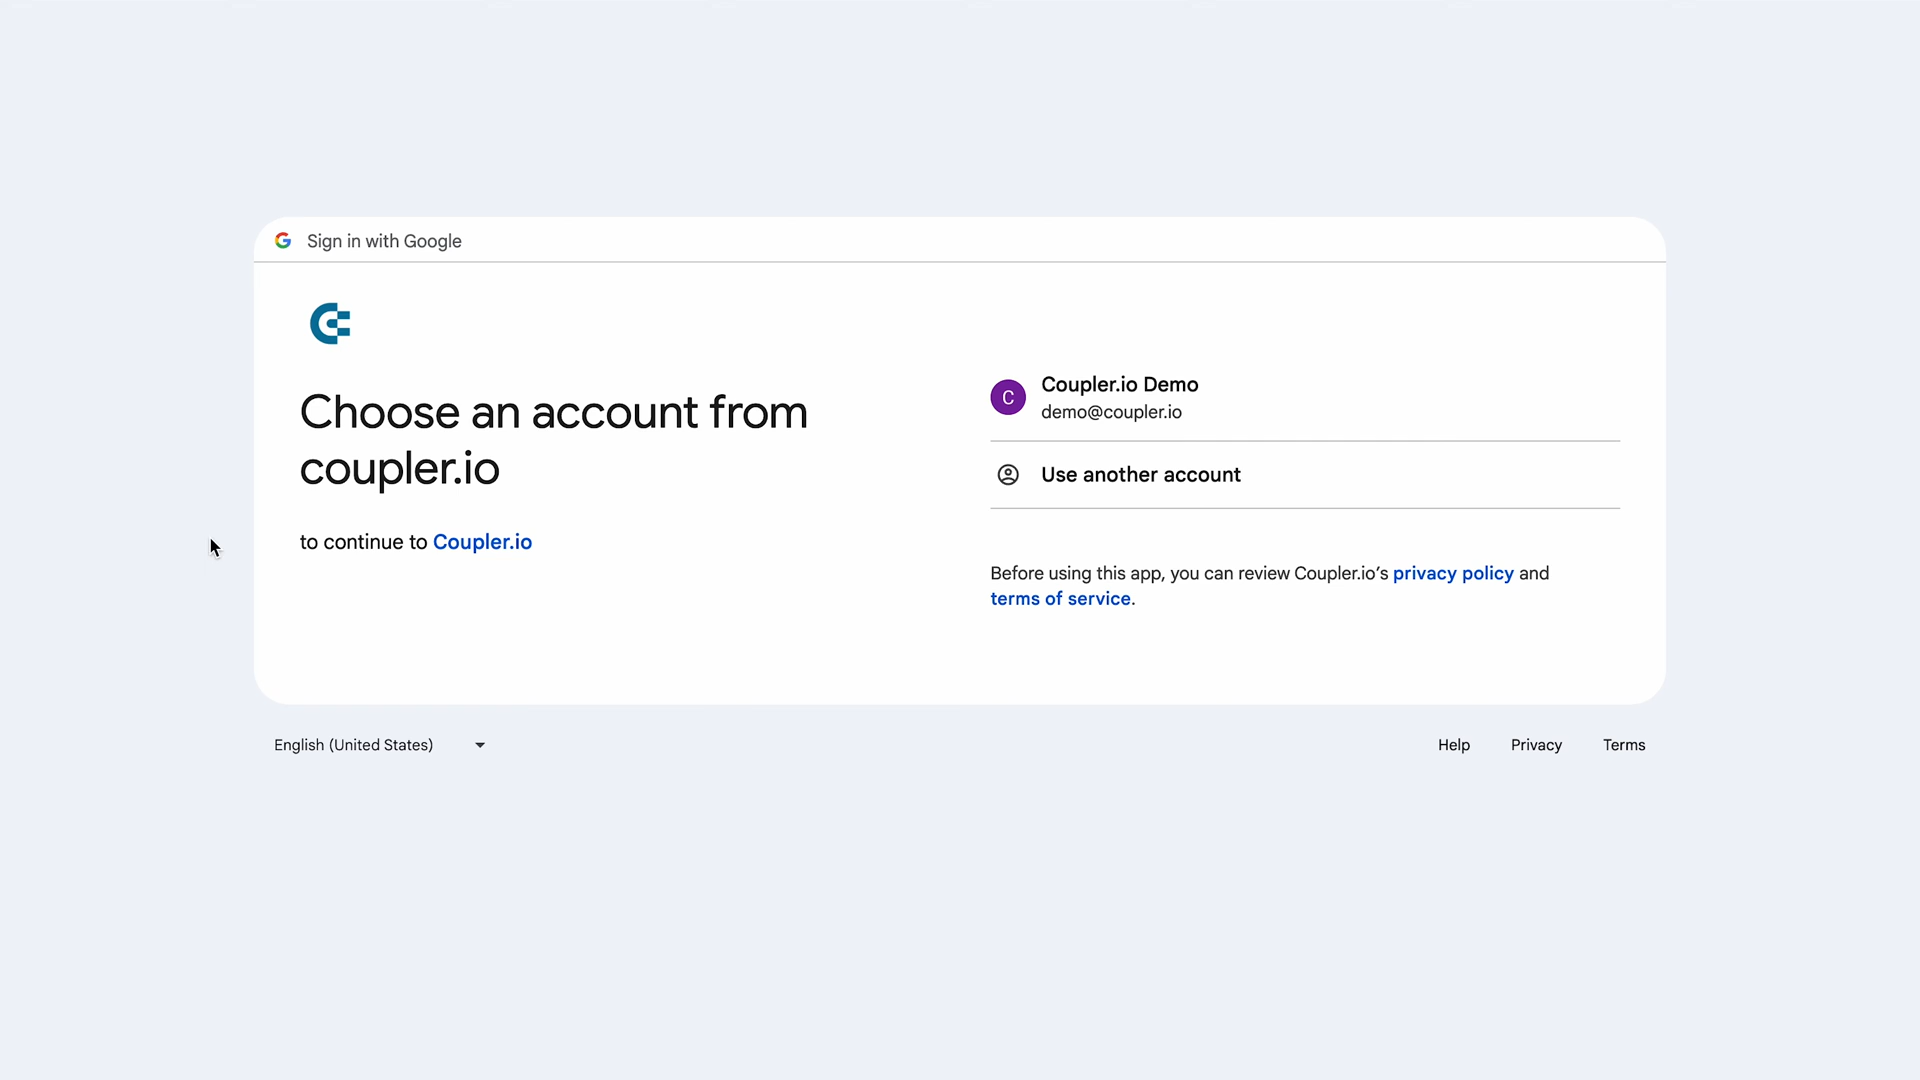 Sign in with Google
Choose an account from
coupler.io
to continue to Coupler.io
C
Coupler.io Demo
demo@coupler.io
Use another account
Before using this app, you can review Coupler.io’s privacy policy and
terms of service.
English (United States)
Help
Privacy
Terms